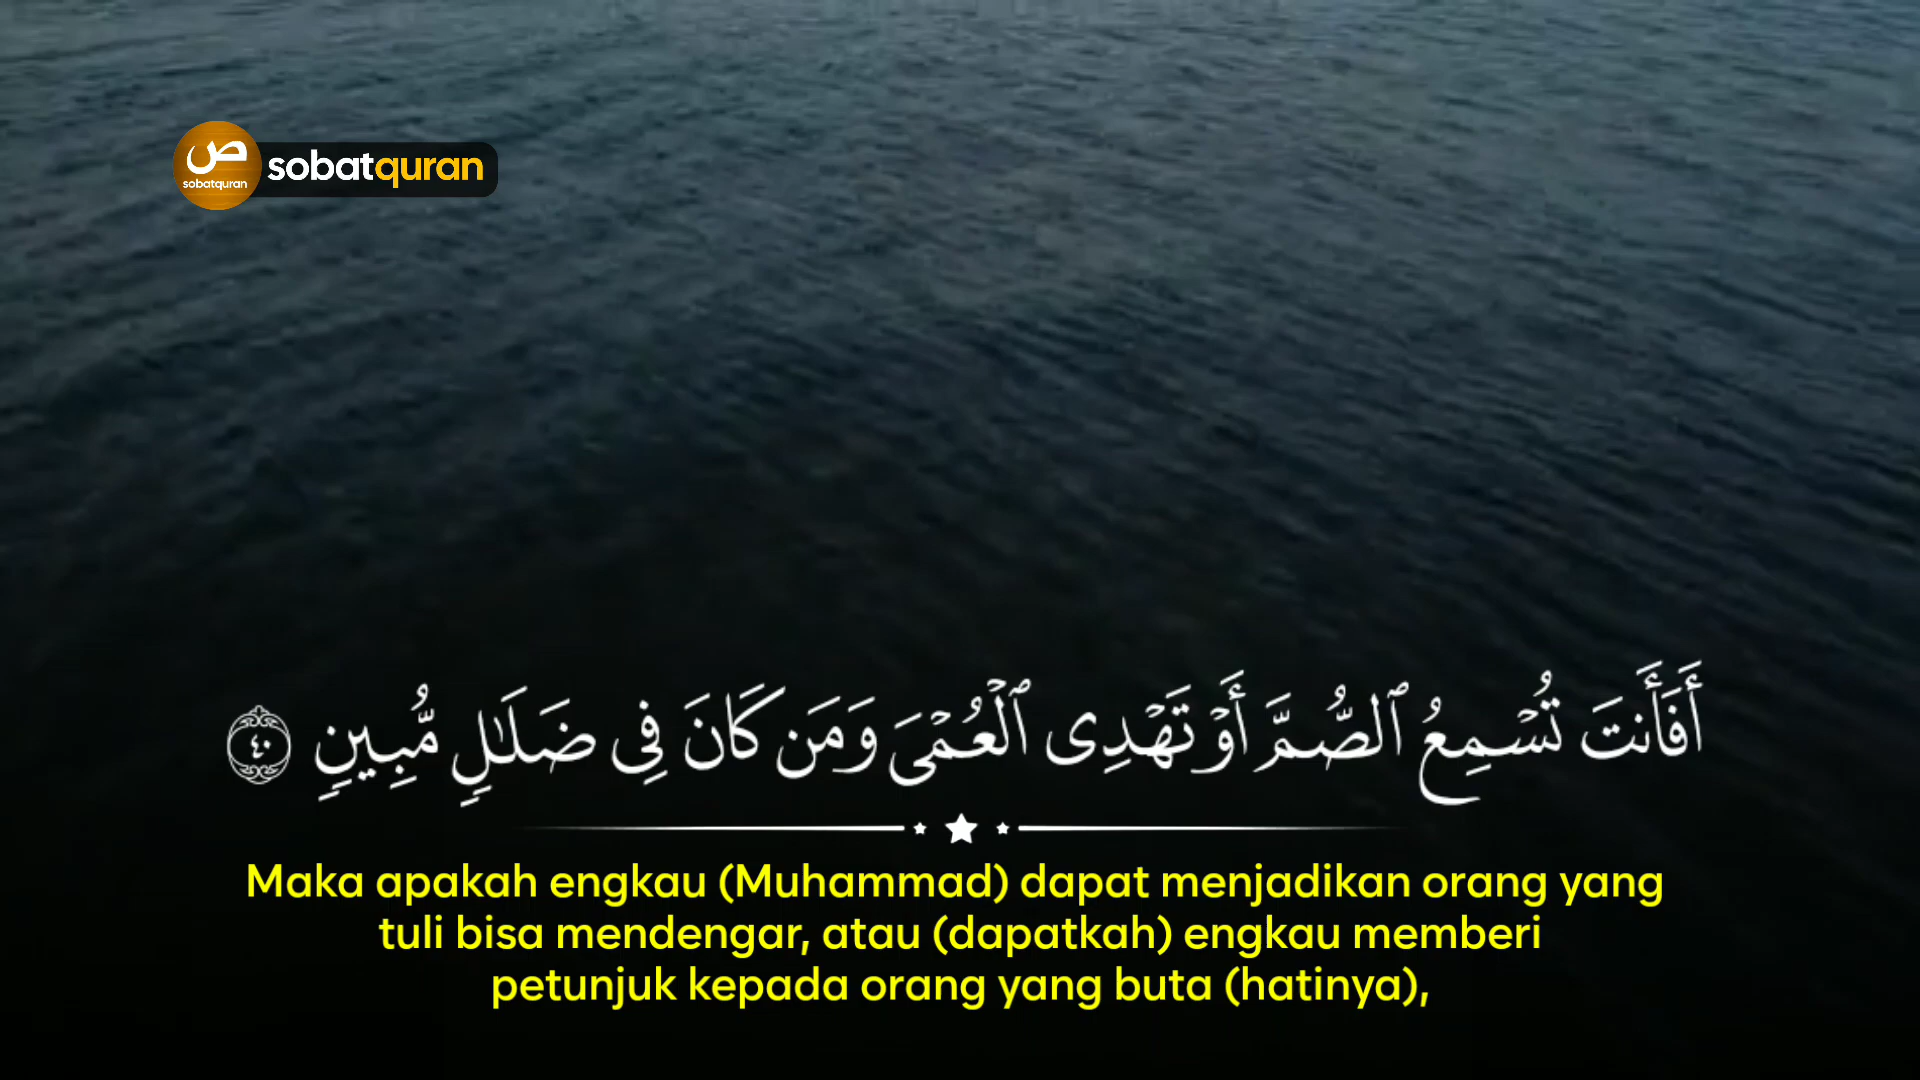 ص
sobatquran
sobatquran
أَفَأَنتَ تُسْمِعُ ٱلصُّمَّ أَوْ تَهْدِى ٱلْعُمْىَ وَمَن كَانَ فِى ضَلَـٰلٍ مُّبِينٍ ٤٠
Maka apakah engkau (Muhammad) dapat menjadikan orang yang
tuli bisa mendengar, atau (dapatkah) engkau memberi
petunjuk kepada orang yang buta (hatinya),